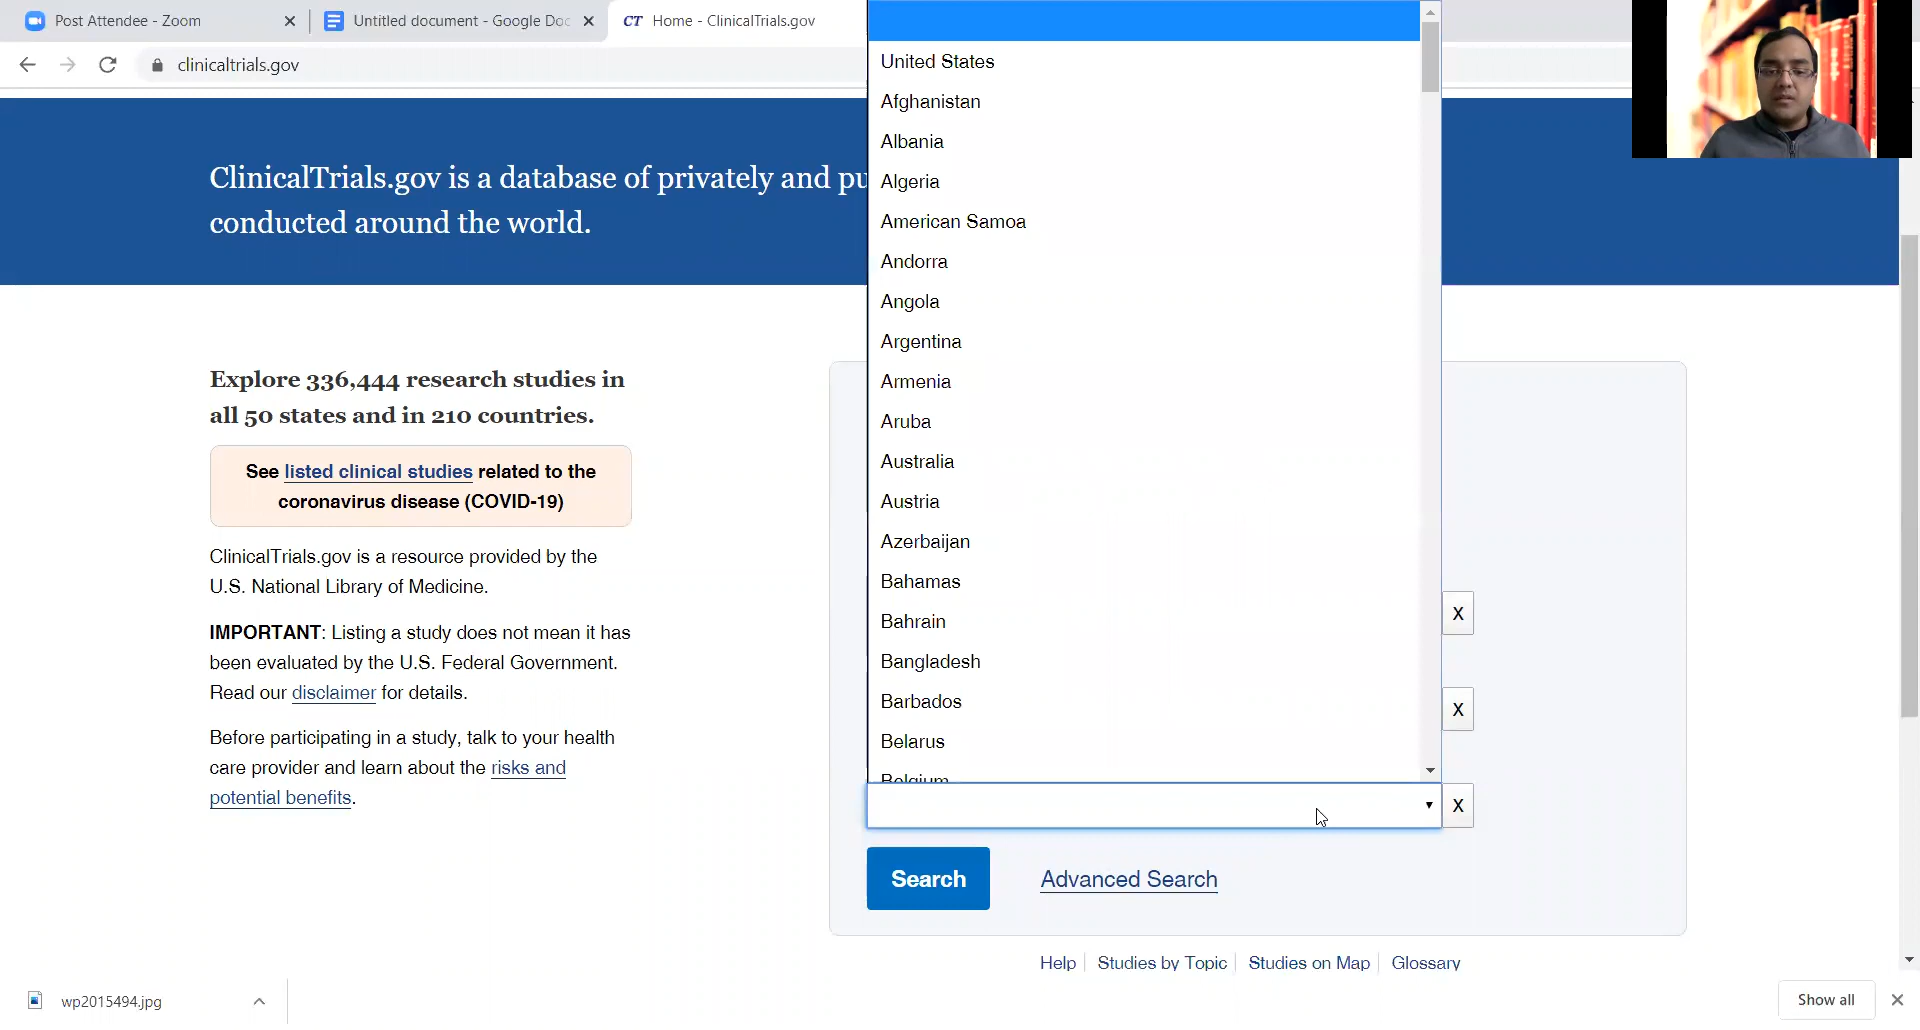 Post Attendee - Zoom
Untitled document - Google Doc
CT Home - ClinicalTrials.gov
clinicaltrials.gov
ClinicalTrials.gov is a database of privately and pu
conducted around the world.
Explore 336,444 research studies in
all 50 states and in 210 countries.
See listed clinical studies related to the
coronavirus disease (COVID-19)
ClinicalTrials.gov is a resource provided by the
U.S. National Library of Medicine.
IMPORTANT: Listing a study does not mean it has
been evaluated by the U.S. Federal Government.
Read our disclaimer for details.
Before participating in a study, talk to your health
care provider and learn about the risks and
potential benefits.
United States
Afghanistan
Albania
Algeria
American Samoa
Andorra
Angola
Argentina
Armenia
Aruba
Australia
Austria
Azerbaijan
Bahamas
Bahrain
Bangladesh
Barbados
Belarus
Belgium
X
X
X
Search
Advanced Search
Help
Studies by Topic
Studies on Map
Glossary
wp2015494.jpg
Show all